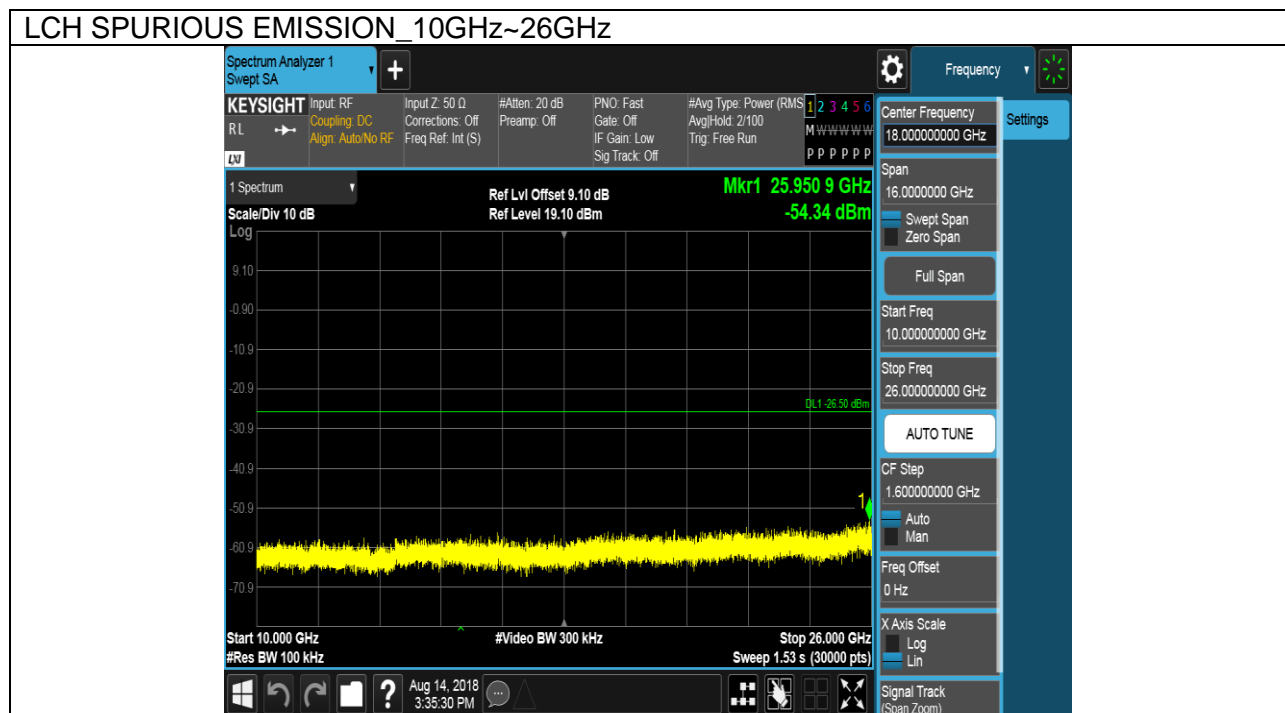 LCH SPURIOUS EMISSION_10GHz~26GHz
Spectrum Analyzer 1
Swept SA
+
Frequency
KEYSIGHT
RL
LXI
Input: RF
Coupling: DC
Align: Auto/No RF
Input Z: 50 Ω
Corrections: Off
Freq Ref: Int (S)
#Atten: 20 dB
Preamp: Off
PNO: Fast
Gate: Off
IF Gain: Low
Sig Track: Off
#Avg Type: Power (RMS
Avg|Hold: 2/100
Trig: Free Run
1 2 3 4 5 6
M W W W W W
P P P P P P
1 Spectrum
Scale/Div 10 dB
Ref Lvl Offset 9.10 dB
Ref Level 19.10 dBm
Mkr1 25.950 9 GHz
-54.34 dBm
Log
9.10
-0.90
-10.9
-20.9
DL1 -26.50 dBm
-30.9
-40.9
-50.9
1
-60.9
-70.9
Start 10.000 GHz
#Video BW 300 kHz
Stop 26.000 GHz
#Res BW 100 kHz
Sweep 1.53 s (30000 pts)
?
Aug 14, 2018
3:35:30 PM
Center Frequency
18.000000000 GHz
Settings
Span
16.0000000 GHz
Swept Span
Zero Span
Full Span
Start Freq
10.000000000 GHz
Stop Freq
26.000000000 GHz
AUTO TUNE
CF Step
1.600000000 GHz
Auto
Man
Freq Offset
0 Hz
X Axis Scale
Log
Lin
Signal Track
(Span Zoom)